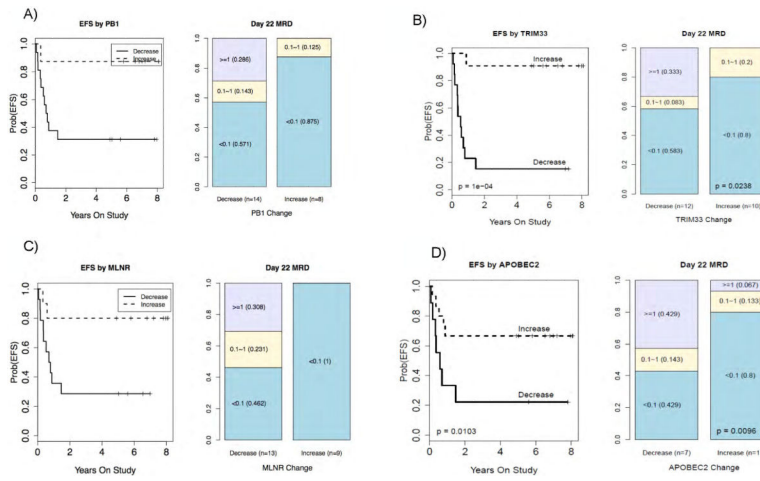 A)
EFS by PB1
Prob(EFS)
1.0
0.8
0.6
0.4
0.2
0.0
Decrease
Increase
0 2 4 6 8
Years On Study
Day 22 MRD
1.0
0.8
0.6
0.4
0.2
0.0
>=1 (0.286)
0.1–1 (0.143)
<0.1 (0.571)
0.1–1 (0.125)
<0.1 (0.875)
Decrease (n=14) Increase (n=8)
PB1 Change
B)
EFS by TRIM33
Prob(EFS)
1.0
0.8
0.6
0.4
0.2
0.0
Increase
Decrease
p = 1e-04
0 2 4 6 8
Years On Study
Day 22 MRD
1.0
0.8
0.6
0.4
0.2
0.0
>=1 (0.333)
0.1–1 (0.083)
<0.1 (0.583)
0.1–1 (0.2)
<0.1 (0.8)
p = 0.0238
Decrease (n=12) Increase (n=10)
TRIM33 Change
C)
EFS by MLNR
Prob(EFS)
1.0
0.8
0.6
0.4
0.2
0.0
Decrease
Increase
0 2 4 6 8
Years On Study
Day 22 MRD
1.0
0.8
0.6
0.4
0.2
0.0
>=1 (0.308)
0.1–1 (0.231)
<0.1 (0.462)
<0.1 (1)
Decrease (n=13)
MLNR Change
D)
EFS by APOBEC2
Prob(EFS)
1.0
0.8
0.6
0.4
0.2
0.0
Increase
Decrease
p = 0.0103
0 2 4 6 8
Years On Study
Day 22 MRD
1.0
0.8
0.6
0.4
0.2
0.0
>=1 (0.429)
0.1–1 (0.143)
<0.1 (0.429)
>=1 (0.067)
0.1–1 (0.133)
<0.1 (0.8)
p = 0.0096
Decrease (n=7) Increase (n=1
APOBEC2 Change